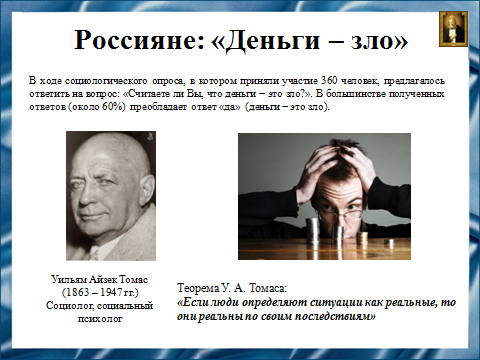 Россияне: «Деньги – зло»
В ходе социологического опроса, в котором приняли участие 360 человек, предлагалось
ответить на вопрос: «Считаете ли Вы, что деньги – это зло?». В большинстве полученных
ответов (около 60%) преобладает ответ «да» (деньги – это зло).
Уильям Айзек Томас
(1863 – 1947 гг.)
Социолог, социальный
психолог
Теорема У. А. Томаса:
«Если люди определяют ситуации как реальные, то
они реальны по своим последствиям»